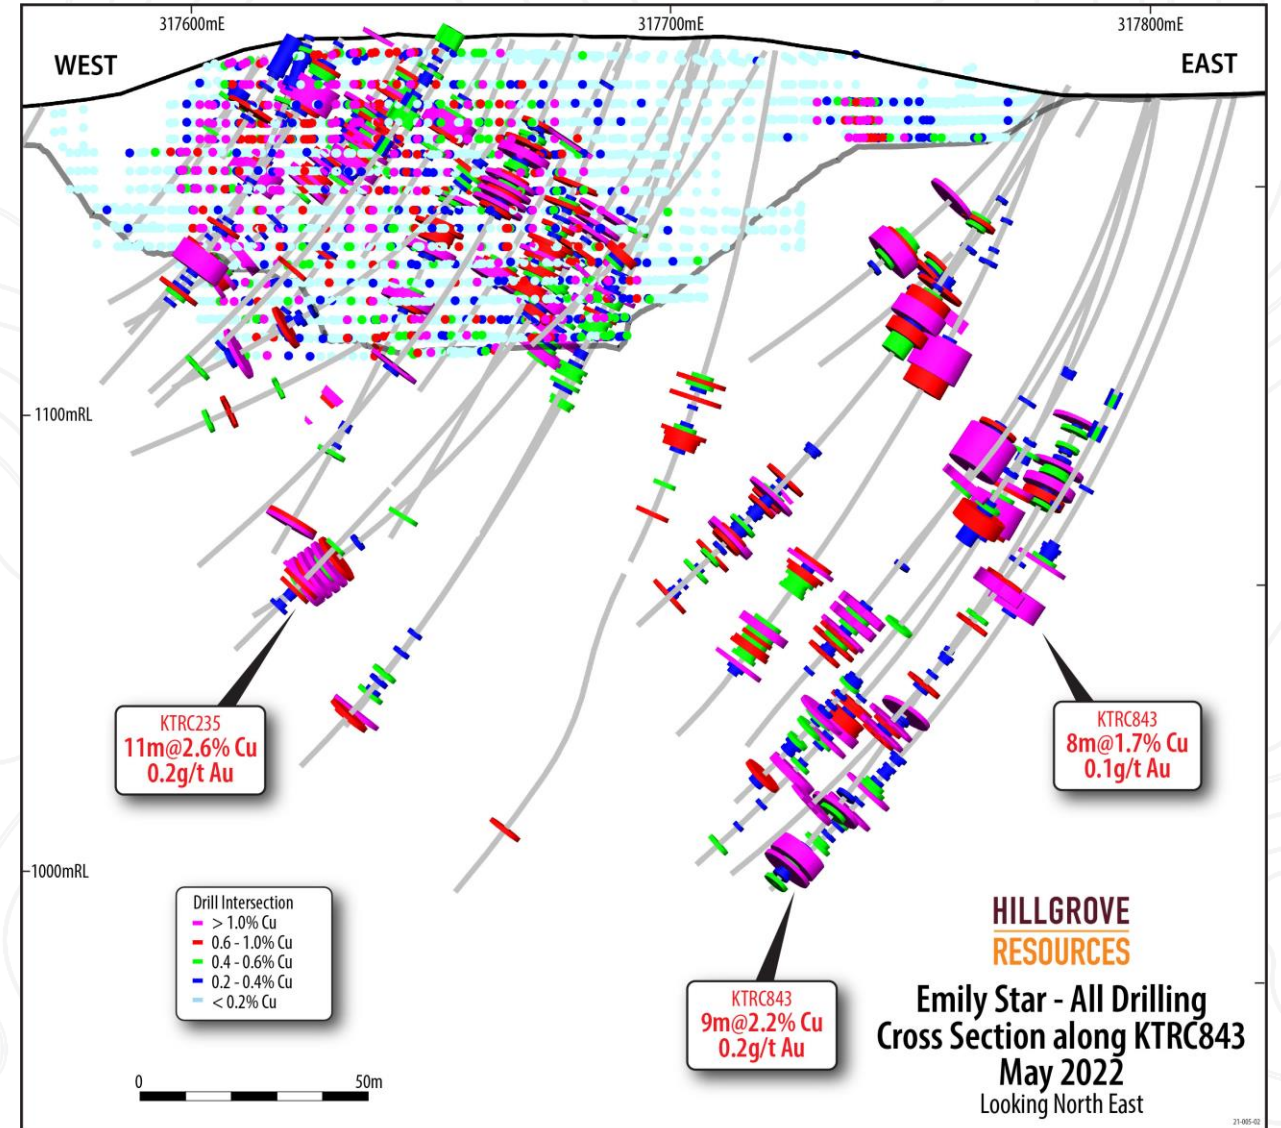 317600mE
317700mE
317800mE
WEST
EAST
1100mRL
KTRC235
11m@2.6% Cu
0.2g/t Au
KTRC843
8m@1.7% Cu
0.1g/t Au
1000mRL
Drill Intersection
> 1.0% Cu
0.6 - 1.0% Cu
0.4 - 0.6% Cu
0.2 - 0.4% Cu
< 0.2% Cu
KTRC843
9m@2.2% Cu
0.2g/t Au
HILLGROVE
RESOURCES
Emily Star - All Drilling
Cross Section along KTRC843
May 2022
Looking North East
0
50m
21-005-02